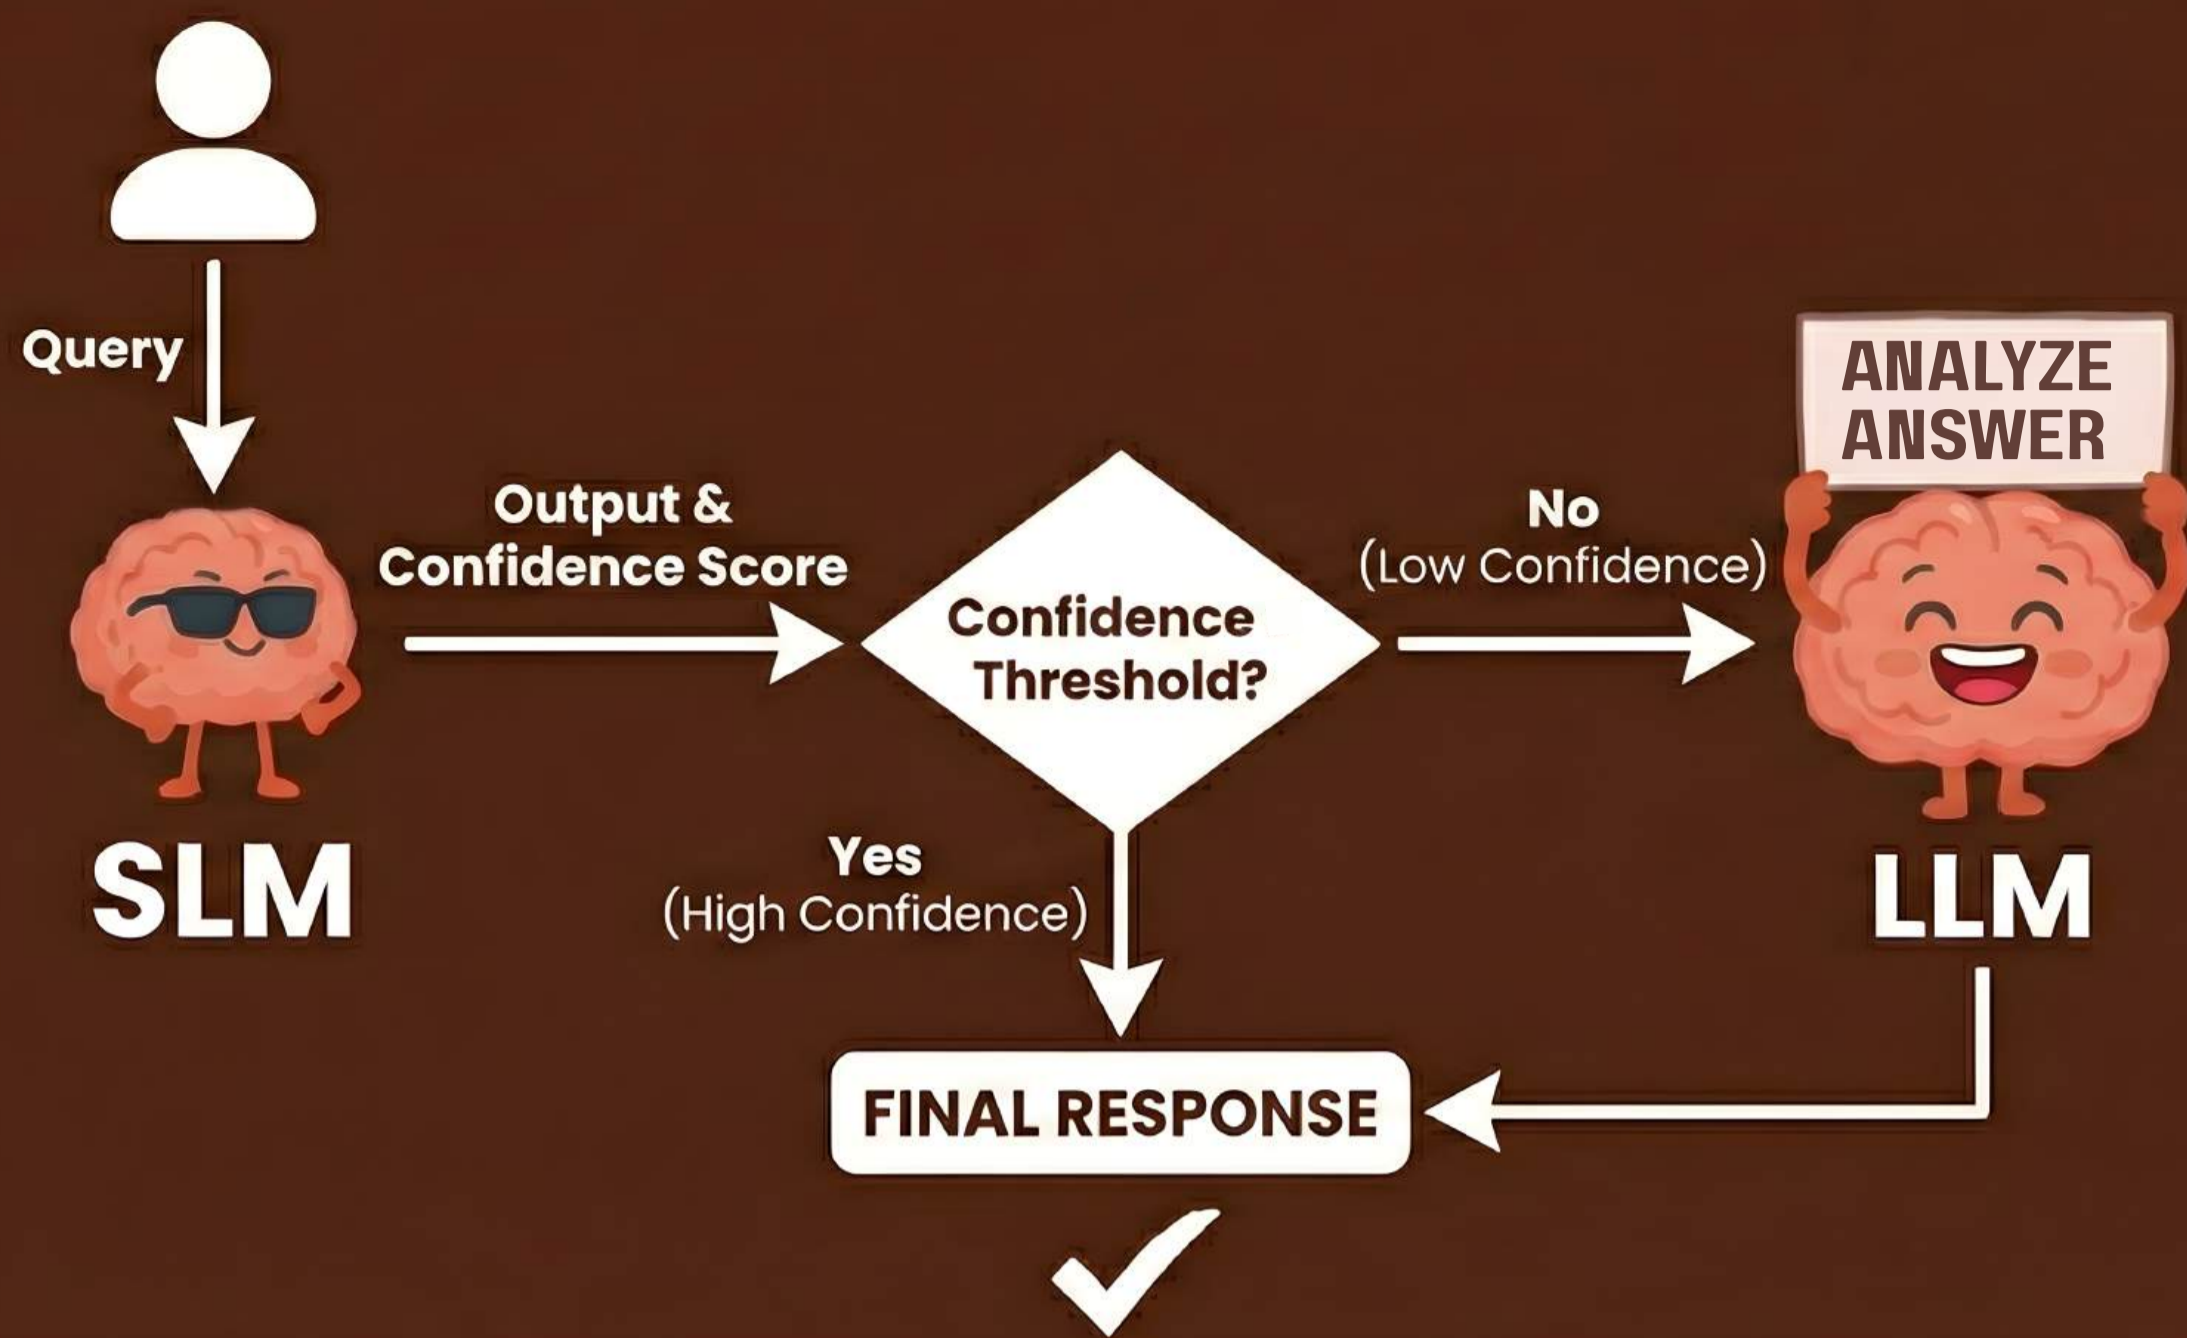 Query
Output &
Confidence Score
Confidence
Threshold?
No
(Low Confidence)
ANALYZE
ANSWER
SLM
Yes
(High Confidence)
LLM
FINAL RESPONSE